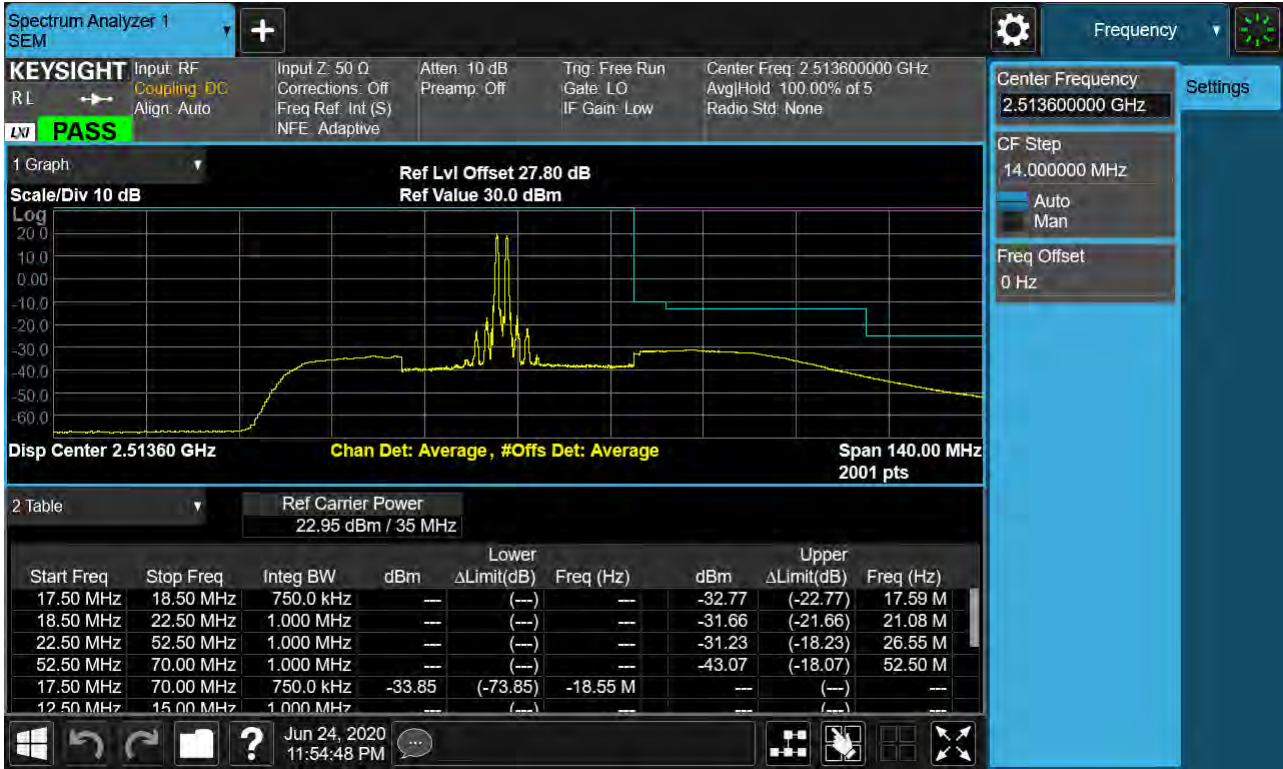 Spectrum Analyzer 1
SEM
Frequency
KEYSIGHT
R L
LXI
PASS
Input: RF
Coupling: DC
Align: Auto
Input Z: 50 Ω
Corrections: Off
Freq Ref: Int (S)
NFE: Adaptive
Atten: 10 dB
Preamp: Off
Trig: Free Run
Gate: LO
IF Gain: Low
Center Freq: 2.513600000 GHz
Avg|Hold: 100.00% of 5
Radio Std: None
Center Frequency
2.513600000 GHz
Settings
CF Step
14.000000 MHz
Auto
Man
Freq Offset
0 Hz
1 Graph
Scale/Div 10 dB
Ref Lvl Offset 27.80 dB
Ref Value 30.0 dBm
Log
20.0
10.0
0.00
-10.0
-20.0
-30.0
-40.0
-50.0
-60.0
Disp Center 2.51360 GHz
Chan Det: Average , #Offs Det: Average
Span 140.00 MHz
2001 pts
2 Table
Ref Carrier Power
22.95 dBm / 35 MHz
Lower Upper
Start Freq Stop Freq Integ BW dBm ΔLimit(dB) Freq (Hz) dBm ΔLimit(dB) Freq (Hz)
17.50 MHz 18.50 MHz 750.0 kHz --- (---) --- -32.77 (-22.77) 17.59 M
18.50 MHz 22.50 MHz 1.000 MHz --- (---) --- -31.66 (-21.66) 21.08 M
22.50 MHz 52.50 MHz 1.000 MHz --- (---) --- -31.23 (-18.23) 26.55 M
52.50 MHz 70.00 MHz 1.000 MHz --- (---) --- -43.07 (-18.07) 52.50 M
17.50 MHz 70.00 MHz 750.0 kHz -33.85 (-73.85) -18.55 M --- (---) ---
12.50 MHz 15.00 MHz 1.000 MHz --- (---) --- --- (---) ---
?
Jun 24, 2020
11:54:48 PM